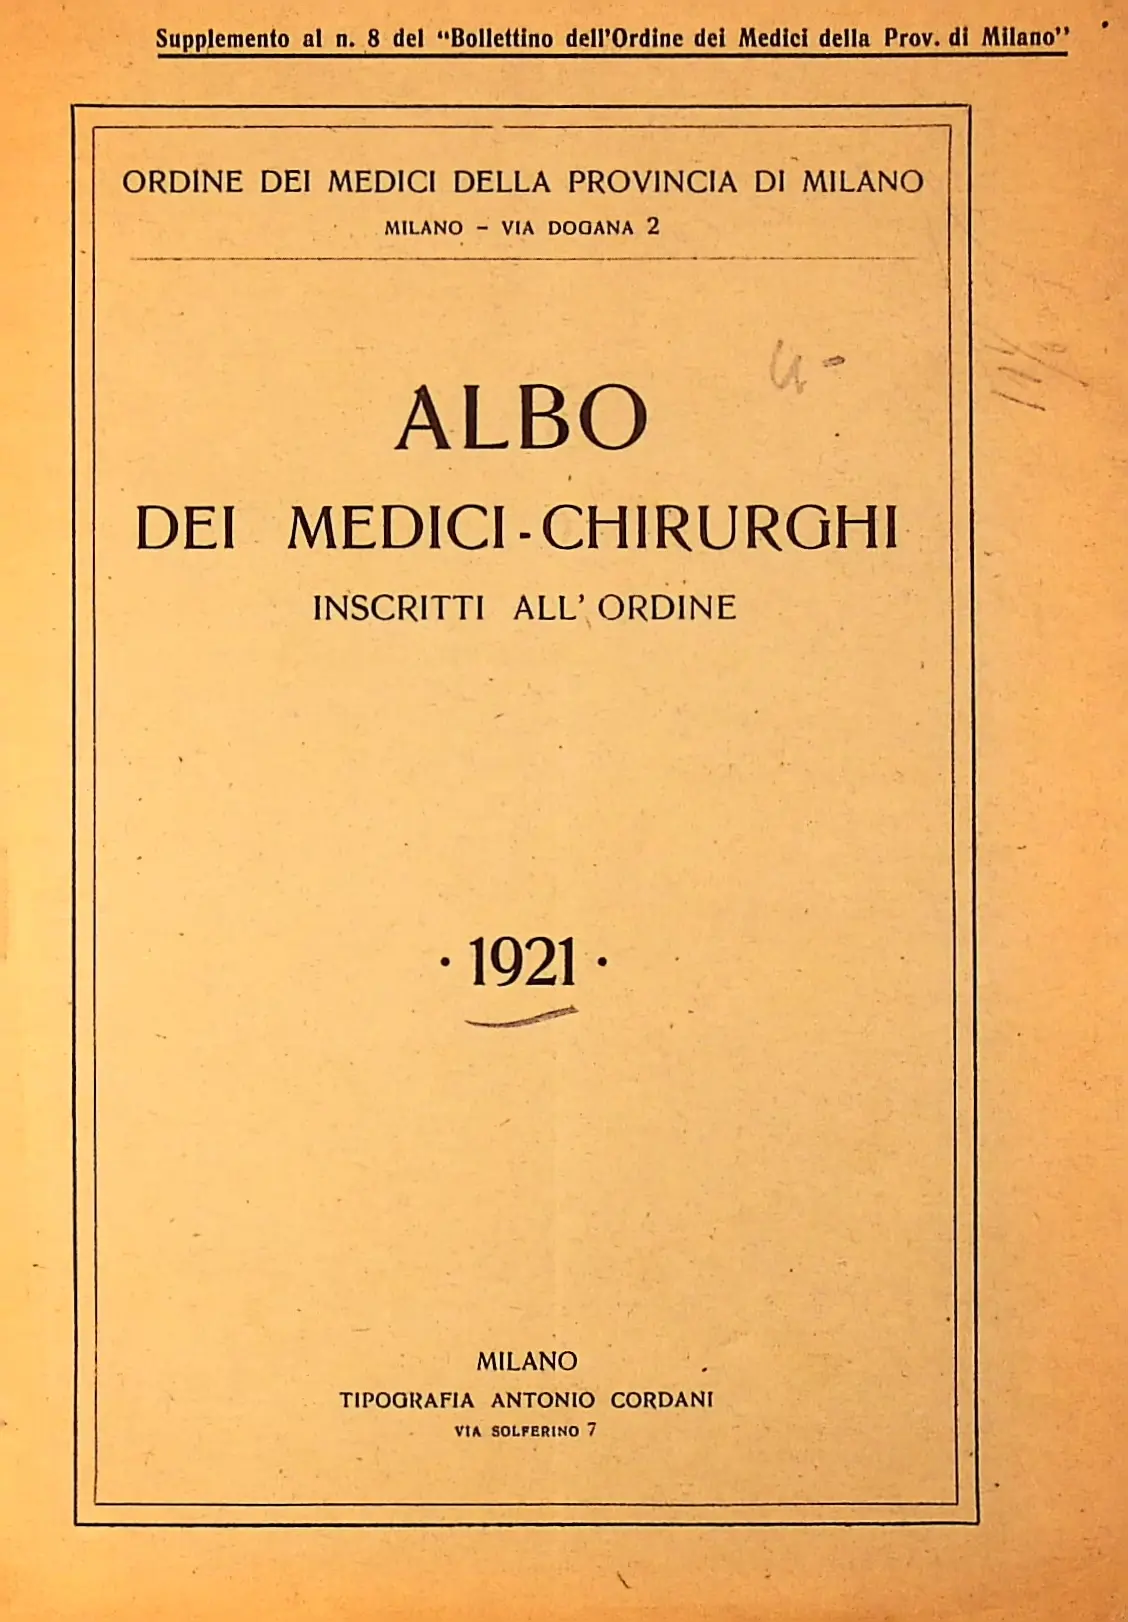 Supplemento al n. 8 del "Bollettino dell'Ordine dei Medici della Prov. di Milano"
ORDINE DEI MEDICI DELLA PROVINCIA DI MILANO
MILANO - VIA DOGANA 2
ALBO
DEI MEDICI-CHIRURGHI
INSCRITTI ALL' ORDINE
· 1921 ·
MILANO
TIPOGRAFIA ANTONIO CORDANI
VIA SOLFERINO 7